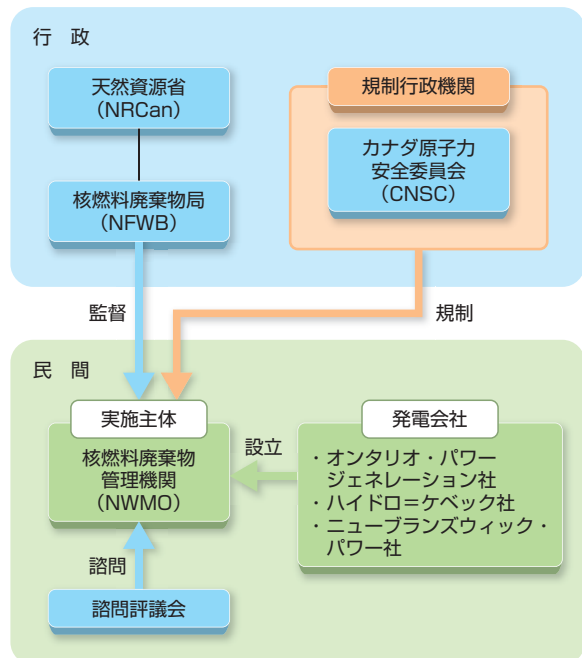 行　政
天然資源省
（NRCan）
核燃料廃棄物局
（NFWB）
規制行政機関
カナダ原子力
安全委員会
（CNSC）
監督
規制
民　間
実施主体
核燃料廃棄物
管理機関
（NWMO）
設立
発電会社
・オンタリオ・パワー
ジェネレーション社
・ハイドロ＝ケベック社
・ニューブランズウィック・
パワー社
諮問
諮問評議会